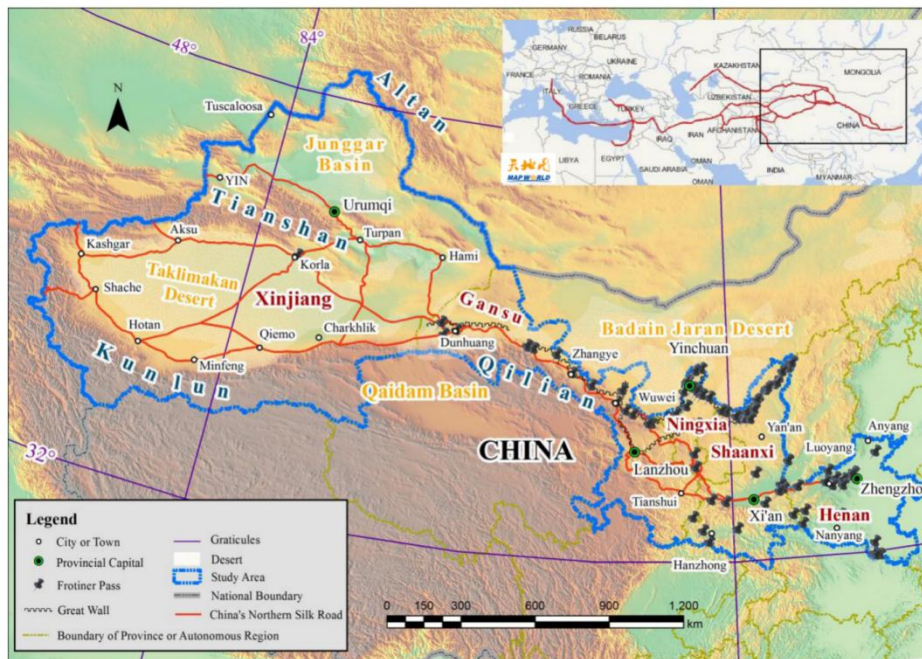 48°
84°
Altan
N
Tuscaloosa
Junggar
Basin
YIN
Tianshan
Urumqi
Aksu
Turpan
Kashgar
Korla
Hami
Taklimakan
Desert
Xinjiang
Shache
Gansu
Hotan
Qiemo
Charkhlik
Dunhuang
Badain Jaran Desert
Minfeng
Kunlun
Zhangye
Yinchuan
Qilian
Qaidam Basin
Wuwei
Ningxia
Yan'an
Anyang
CHINA
Shaanxi
Luoyang
32°
Lanzhou
Zhengzho
Tianshui
Xi'an
Henan
Nanyang
Hanzhong
RUSSIA
BELARUS
GERMANY
UKRAINE
KAZAKHSTAN
MONGOLIA
FRANCE
ROMANIA
ITALY
UZBEKISTAN
GREECE
TURKEY
CHINA
IRAQ
IRAN
AFGHANISTAN
LIBYA
EGYPT
SAUDI ARABIA
OMAN
INDIA
OMAN
MYANMAR
MAP WORLD
Legend
City or Town
Provincial Capital
Frotiner Pass
Great Wall
Boundary of Province or Autonomous Region
Graticules
Desert
Study Area
National Boundary
China's Northern Silk Road
0 150 300 600 900 1,200
km